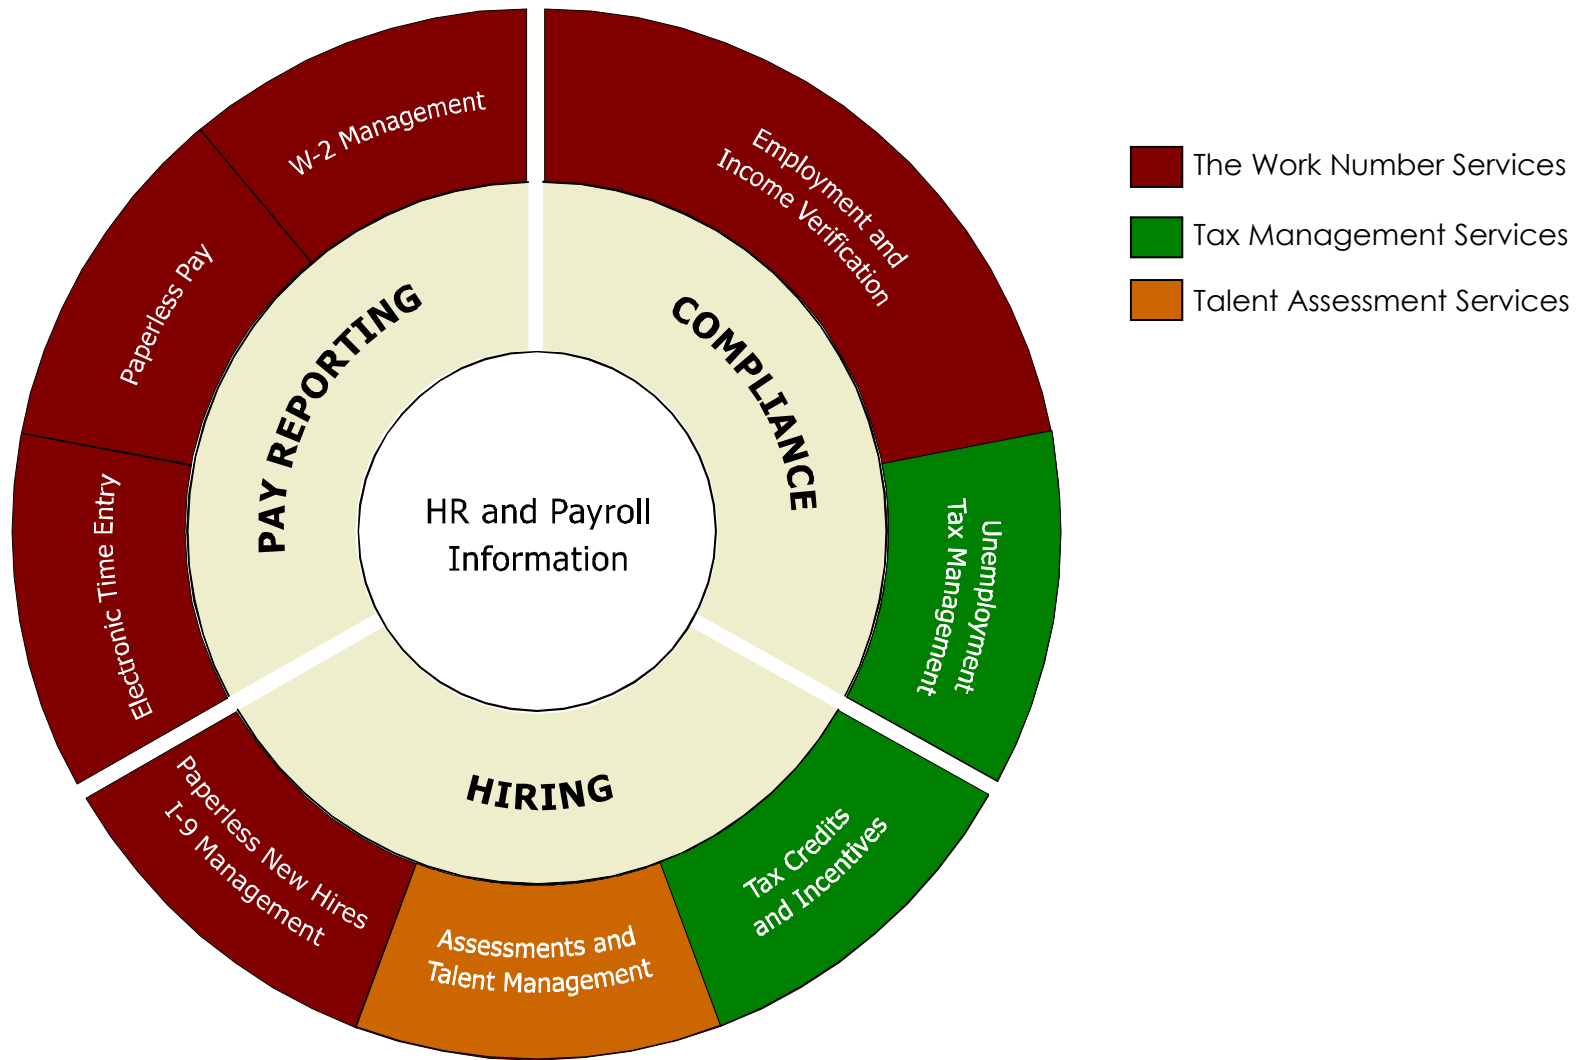 W-2 Management
Paperless Pay
Electronic Time Entry
PAY REPORTING
Employment and
Income Verification
COMPLIANCE
Unemployment
Tax Management
HR and Payroll
Information
HIRING
Paperless New Hires
I-9 Management
Assessments and
Talent Management
Tax Credits
and Incentives
The Work Number Services
Tax Management Services
Talent Assessment Services